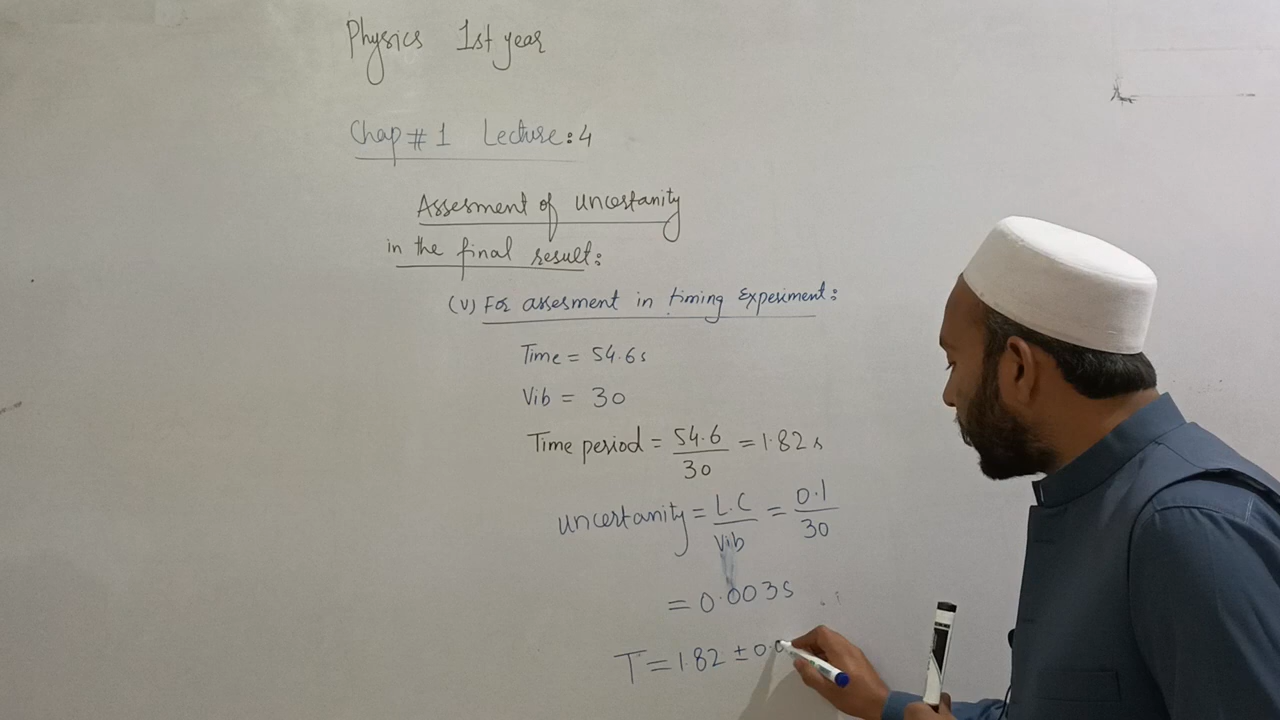 Physics 1st year
Chap # 1 Lecture: 4
Assesment of uncertanity
in the final result:
(V) For assesment in timing Experiment:
Time = 54.6s
Vib = 30
Time period = 54.6/30 = 1.82 s
uncertanity = L.C/Vib = 0.1/30
= 0.003s
T = 1.82 ± 0.0